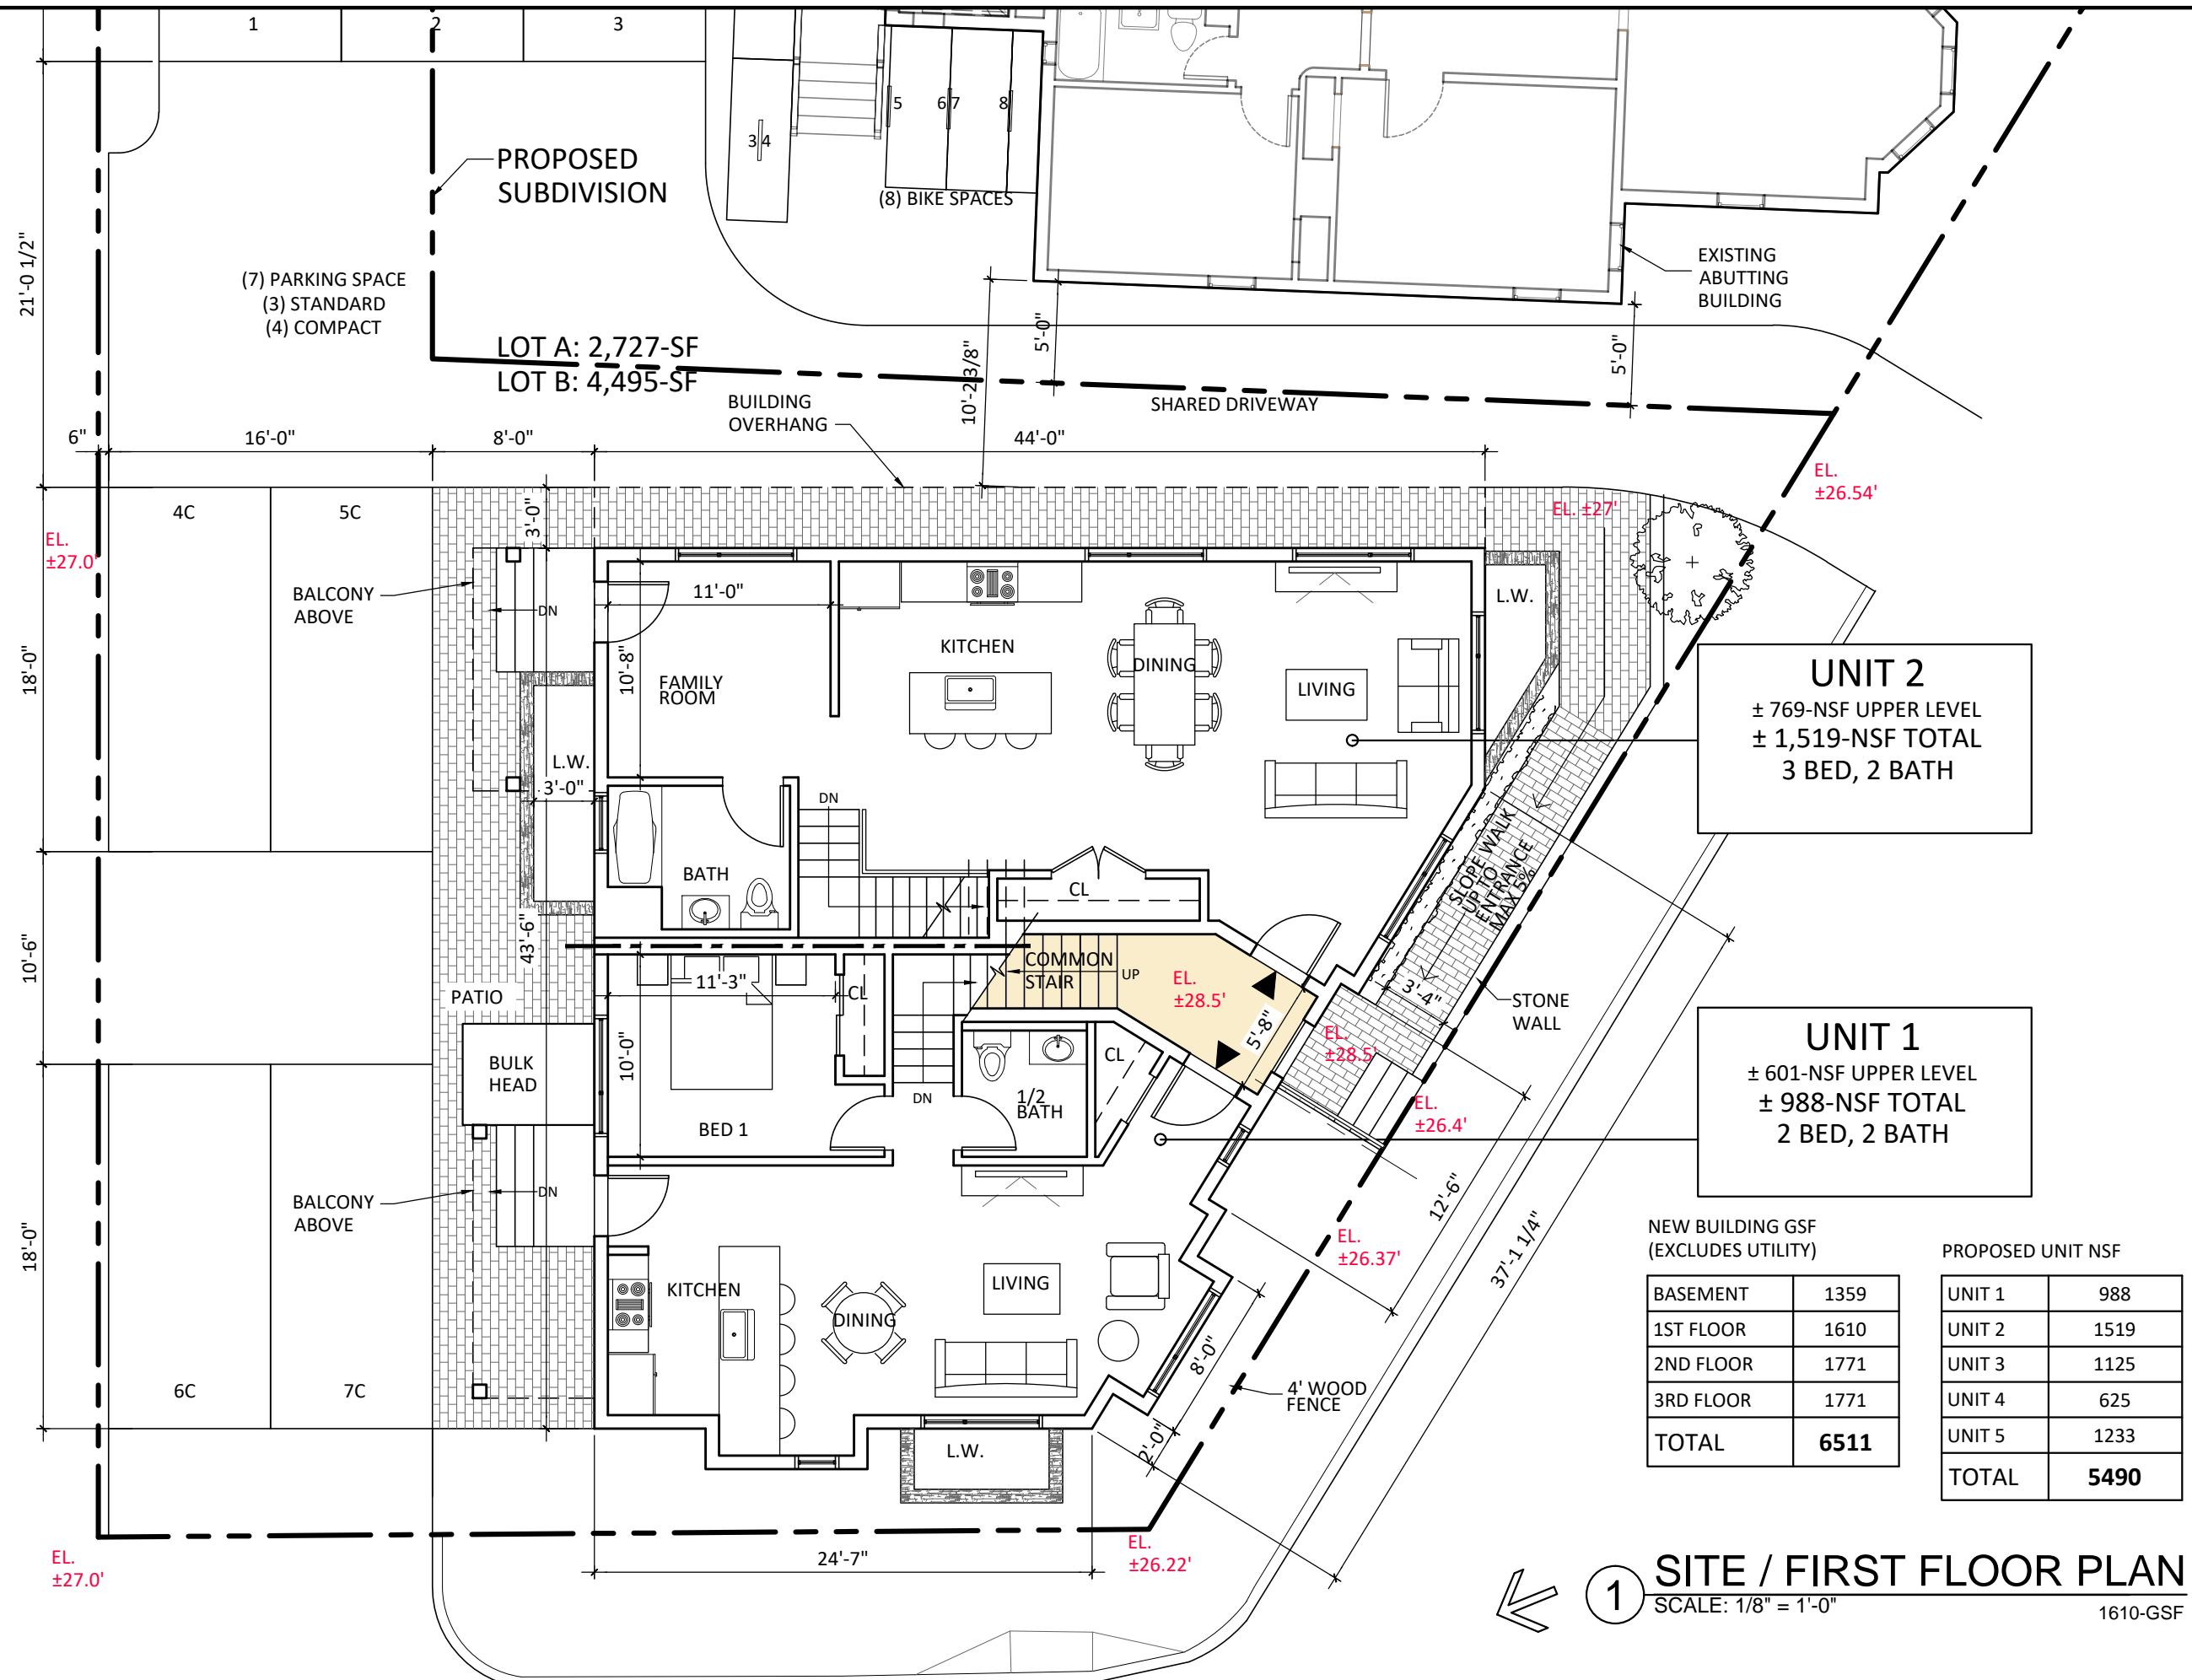 1
2
3
3 4
5
6 7
8
(8) BIKE SPACES
PROPOSED
SUBDIVISION
21'-0 1/2"
(7) PARKING SPACE
(3) STANDARD
(4) COMPACT
EXISTING
ABUTTING
BUILDING
LOT A: 2,727-SF
LOT B: 4,495-SF
10'-2 3/8"
5'-0"
5'-0"
SHARED DRIVEWAY
BUILDING
OVERHANG
6"
16'-0"
8'-0"
44'-0"
EL.
±26.54'
EL. ±27'
4C
5C
EL.
±27.0'
3'-0"
BALCONY
ABOVE
DN
11'-0"
L.W.
KITCHEN
DINING
LIVING
10'-8"
FAMILY
ROOM
18'-0"
UNIT 2
± 769-NSF UPPER LEVEL
± 1,519-NSF TOTAL
3 BED, 2 BATH
L.W.
3'-0"
DN
BATH
CL
SLOPE WALK
UP TO
ENTRANCE
MAX 5%
10'-6"
43'-6"
COMMON
STAIR
UP
EL.
±28.5'
11'-3"
CL
PATIO
3'-4"
STONE
WALL
5'-8"
EL.
±28.5'
BULK
HEAD
10'-0"
BED 1
DN
1/2
BATH
CL
EL.
±26.4'
UNIT 1
± 601-NSF UPPER LEVEL
± 988-NSF TOTAL
2 BED, 2 BATH
BALCONY
ABOVE
DN
18'-0"
12'-6"
37'-1 1/4"
EL.
±26.37'
KITCHEN
DINING
LIVING
8'-0"
4' WOOD
FENCE
2'-0"
6C
7C
L.W.
NEW BUILDING GSF
(EXCLUDES UTILITY)
BASEMENT 1359
1ST FLOOR 1610
2ND FLOOR 1771
3RD FLOOR 1771
TOTAL 6511
PROPOSED UNIT NSF
UNIT 1 988
UNIT 2 1519
UNIT 3 1125
UNIT 4 625
UNIT 5 1233
TOTAL 5490
EL.
±27.0'
24'-7"
EL.
±26.22'
1
SITE / FIRST FLOOR PLAN
SCALE: 1/8" = 1'-0"
1610-GSF